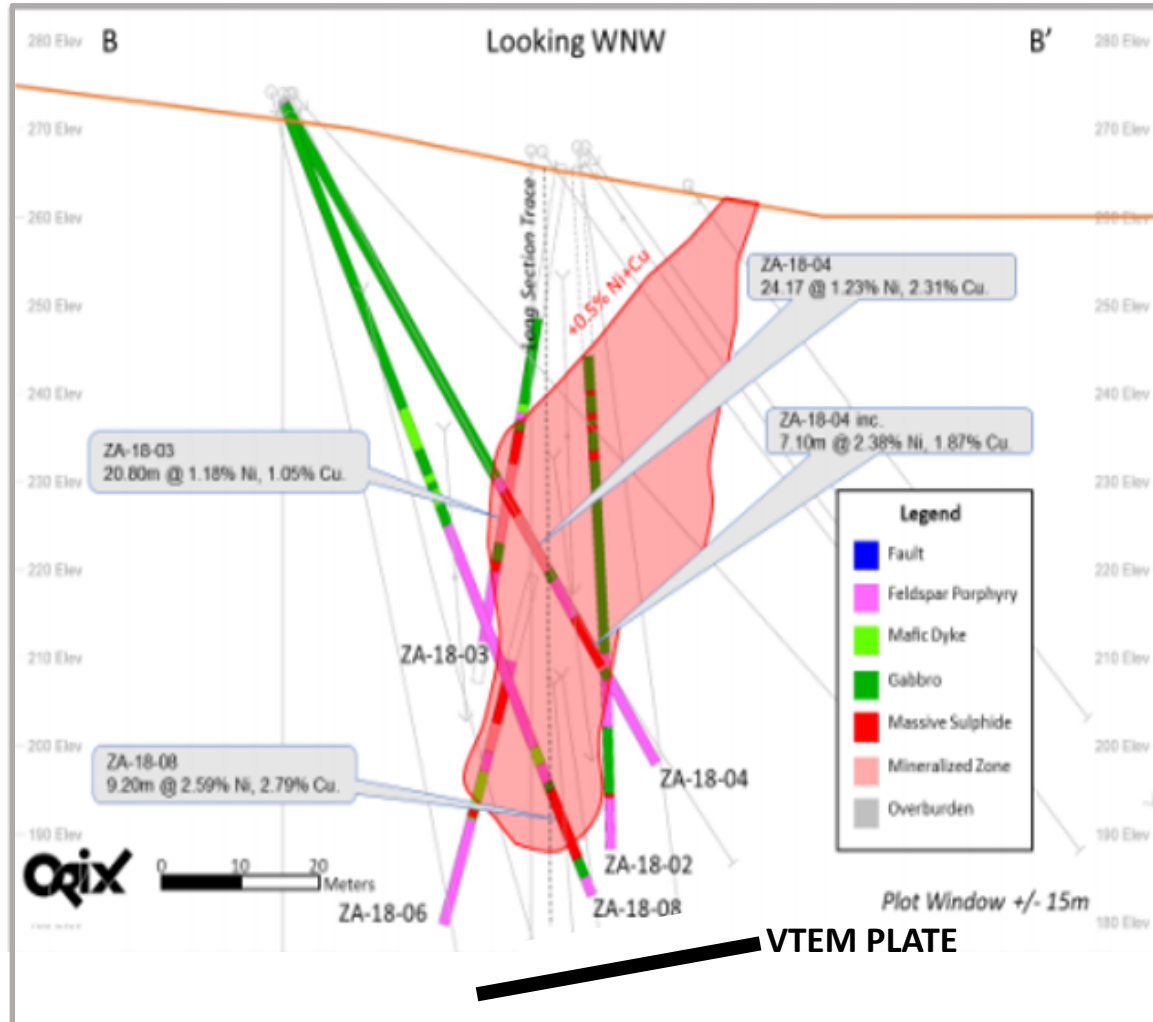 280 Elev
B
Looking WNW
B'
280 Elev
270 Elev
270 Elev
260 Elev
260 Elev
250 Elev
250 Elev
240 Elev
240 Elev
230 Elev
230 Elev
220 Elev
220 Elev
210 Elev
210 Elev
200 Elev
200 Elev
190 Elev
190 Elev
180 Elev
Long Section Trace
+0.5% Ni+Cu
ZA-18-04
24.17 @ 1.23% Ni, 2.31% Cu.
ZA-18-04 inc.
7.10m @ 2.38% Ni, 1.87% Cu.
ZA-18-03
20.80m @ 1.18% Ni, 1.05% Cu.
ZA-18-08
9.20m @ 2.59% Ni, 2.79% Cu.
ZA-18-03
ZA-18-04
ZA-18-02
ZA-18-08
ZA-18-06
Legend
Fault
Feldspar Porphyry
Mafic Dyke
Gabbro
Massive Sulphide
Mineralized Zone
Overburden
Orix
0 10 20
Meters
Plot Window +/- 15m
VTEM PLATE